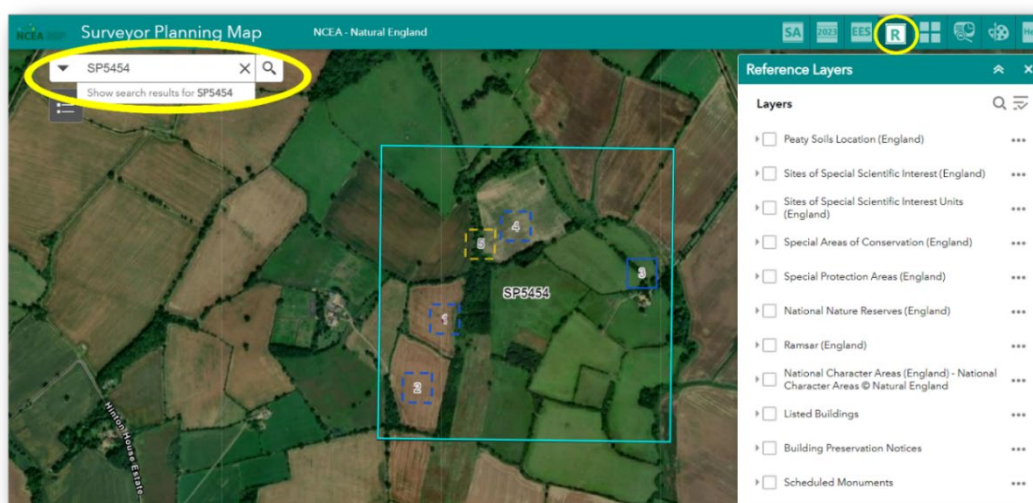 NCEA
Surveyor Planning Map
NCEA - Natural England
SA
2023
EES
R
SP5454
Show search results for SP5454
Reference Layers
Layers
Peaty Soils Location (England)
Sites of Special Scientific Interest (England)
Sites of Special Scientific Interest Units
(England)
Special Areas of Conservation (England)
Special Protection Areas (England)
National Nature Reserves (England)
Ramsar (England)
National Character Areas (England) - National
Character Areas © Natural England
Listed Buildings
Building Preservation Notices
Scheduled Monuments
4
5
3
SP5454
1
2
Hinton House Estate